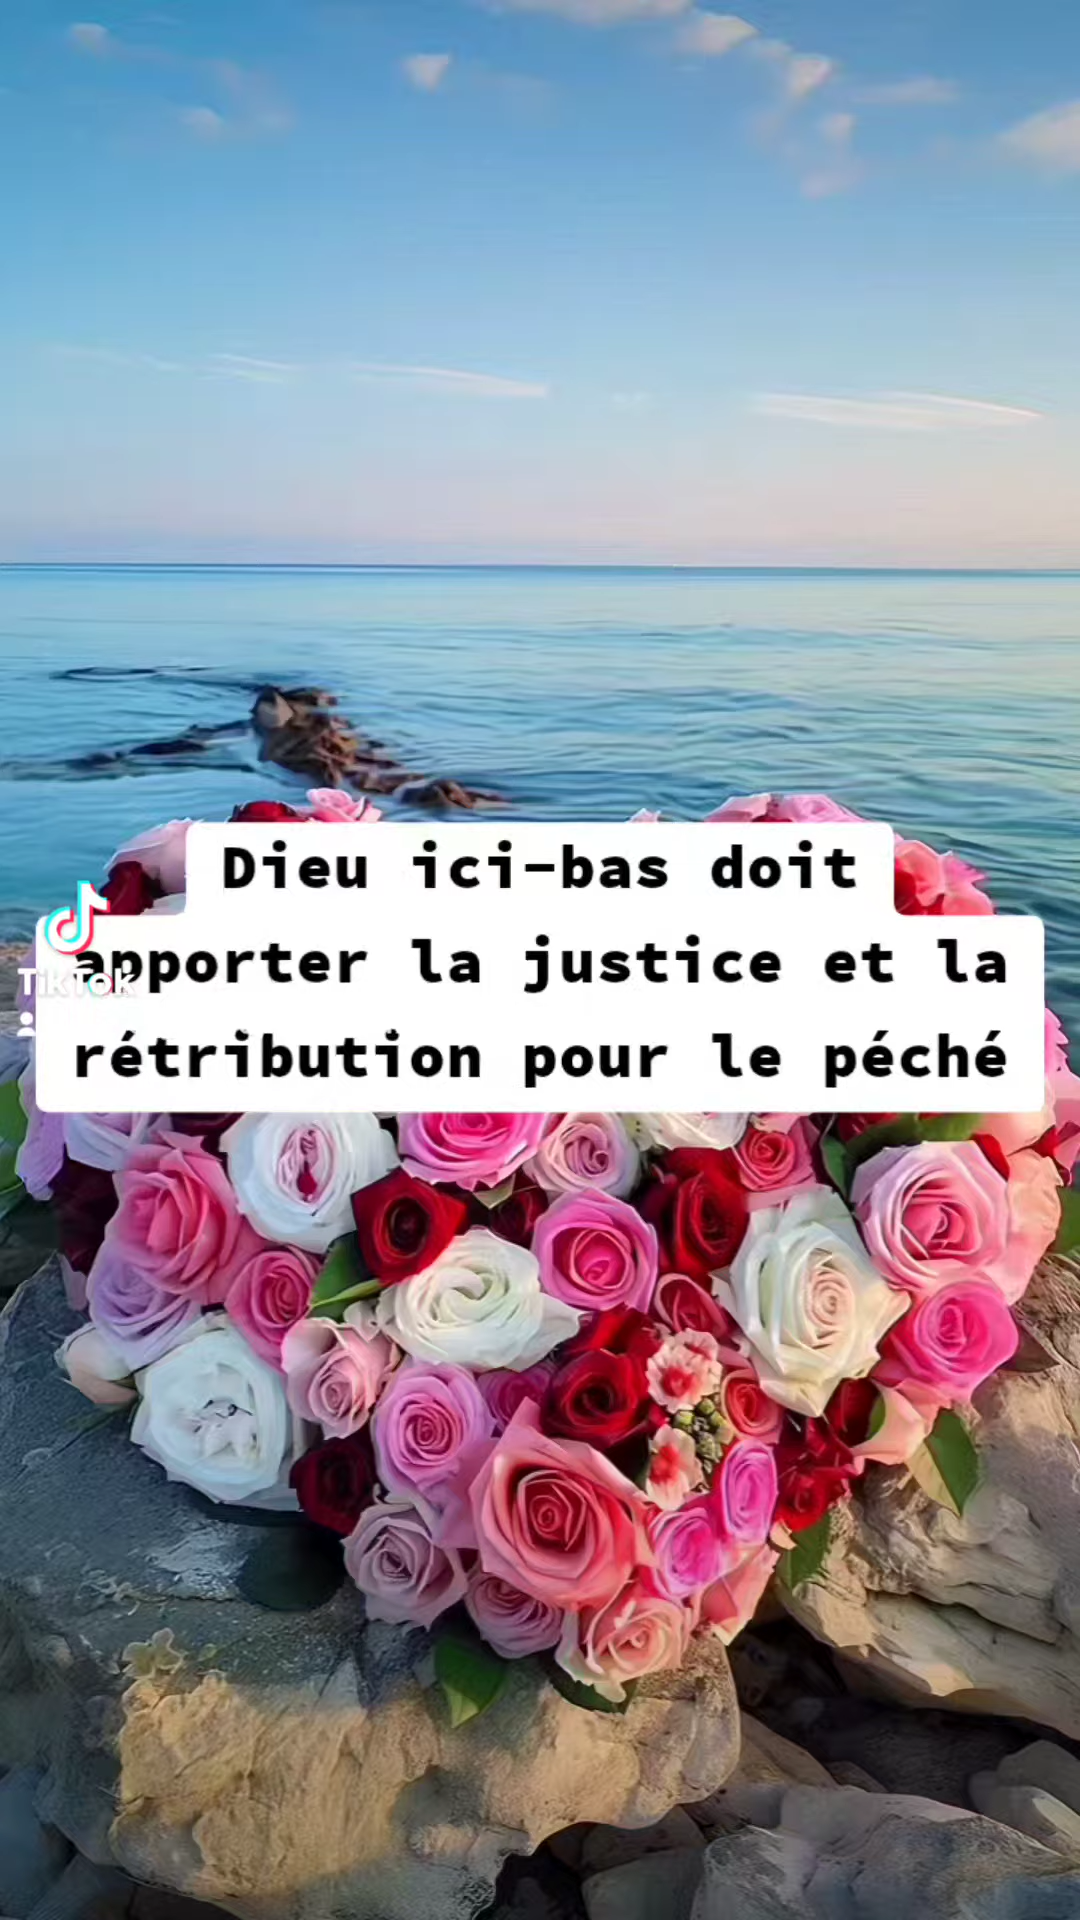 Dieu ici-bas doit
apporter la justice et la
rétribution pour le péché
TikTok